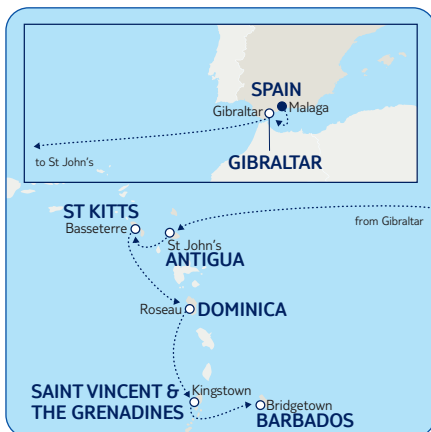 SPAIN
Gibraltar
Malaga
to St John's
GIBRALTAR
ST KITTS
Basseterre
from Gibraltar
St John's
ANTIGUA
Roseau
DOMINICA
SAINT VINCENT &
THE GRENADINES
Kingstown
Bridgetown
BARBADOS